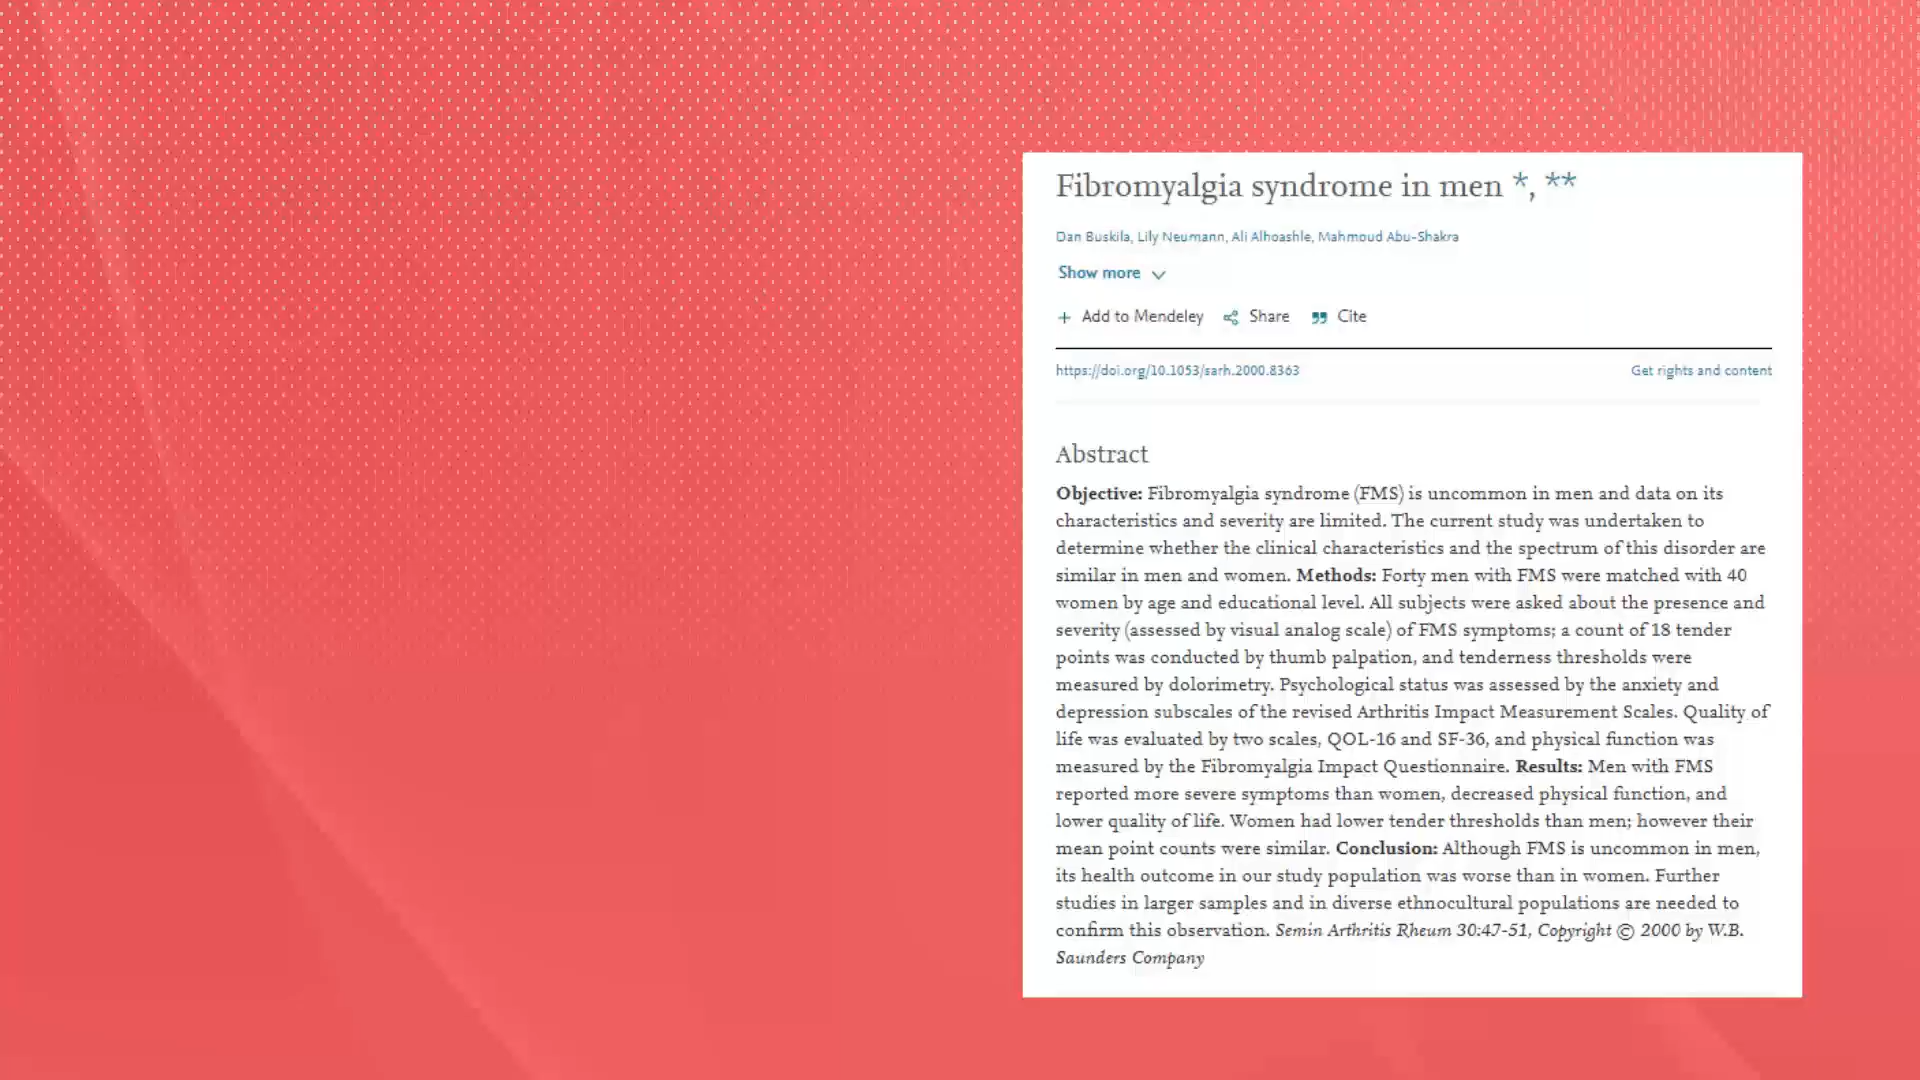 Fibromyalgia syndrome in men *, **
Dan Buskila, Lily Neumann, Ali Alhoashle, Mahmoud Abu-Shakra
Show more
+ Add to Mendeley Share Cite
https://doi.org/10.1053/sarh.2000.8363 Get rights and content
Abstract
Objective: Fibromyalgia syndrome (FMS) is uncommon in men and data on its
characteristics and severity are limited. The current study was undertaken to
determine whether the clinical characteristics and the spectrum of this disorder are
similar in men and women. Methods: Forty men with FMS were matched with 40
women by age and educational level. All subjects were asked about the presence and
severity (assessed by visual analog scale) of FMS symptoms; a count of 18 tender
points was conducted by thumb palpation, and tenderness thresholds were
measured by dolorimetry. Psychological status was assessed by the anxiety and
depression subscales of the revised Arthritis Impact Measurement Scales. Quality of
life was evaluated by two scales, QOL-16 and SF-36, and physical function was
measured by the Fibromyalgia Impact Questionnaire. Results: Men with FMS
reported more severe symptoms than women, decreased physical function, and
lower quality of life. Women had lower tender thresholds than men; however their
mean point counts were similar. Conclusion: Although FMS is uncommon in men,
its health outcome in our study population was worse than in women. Further
studies in larger samples and in diverse ethnocultural populations are needed to
confirm this observation. Semin Arthritis Rheum 30:47-51, Copyright © 2000 by W.B.
Saunders Company